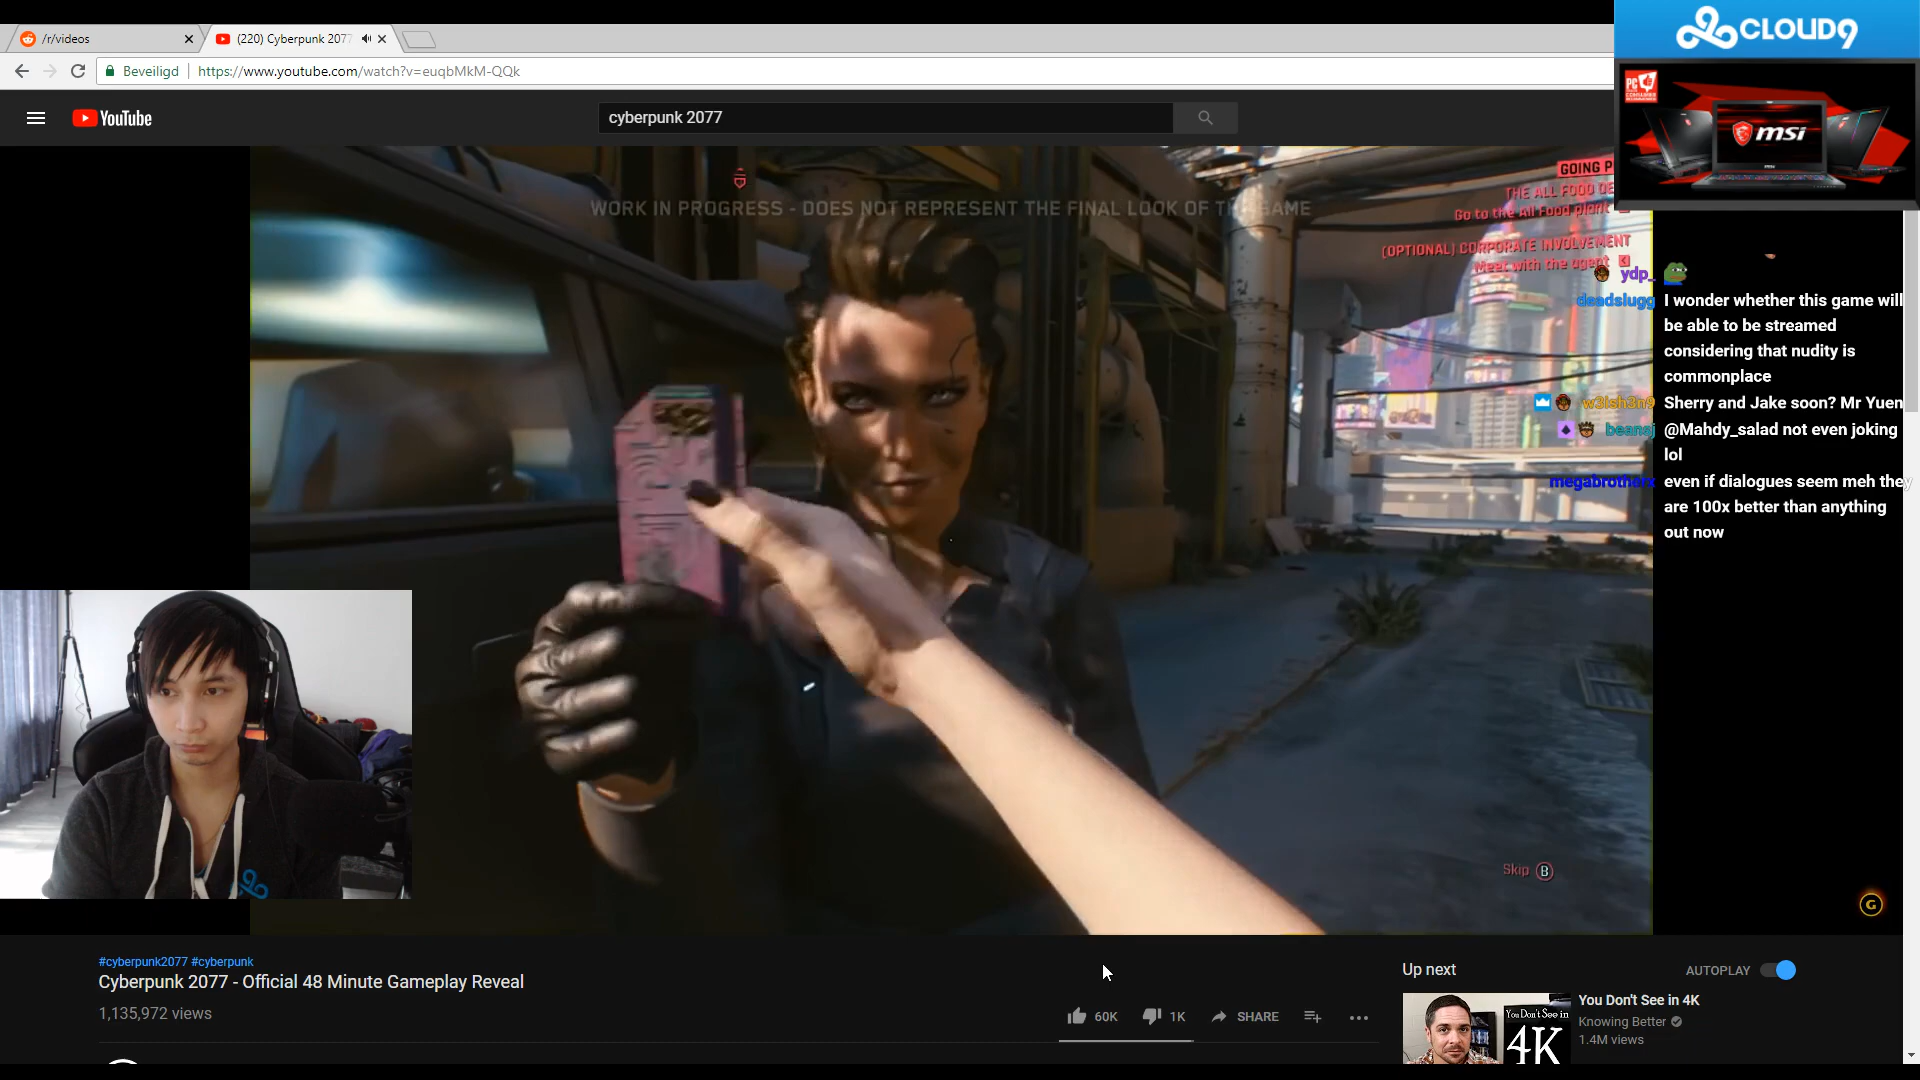 /r/videos
(220) Cyberpunk 2077
CLOUD9
Beveiligd
https://www.youtube.com/watch?v=euqbMkM-QQk
PC
msi
YouTube
cyberpunk 2077
GOING P
THE ALL FOOD DE
Go to the All Food plant
WORK IN PROGRESS - DOES NOT REPRESENT THE FINAL LOOK OF THE GAME
(OPTIONAL) CORPORATE INVOLVEMENT
Meet with the agent
ydp_
deadslugg
I wonder whether this game will
be able to be streamed
considering that nudity is
commonplace
w3lsh3n9
Sherry and Jake soon? Mr Yuen
beansj
@Mahdy_salad not even joking
lol
megabrotherx
even if dialogues seem meh they
are 100x better than anything
out now
Skip B
G
#cyberpunk2077 #cyberpunk
Cyberpunk 2077 - Official 48 Minute Gameplay Reveal
1,135,972 views
60K
1K
SHARE
Up next
AUTOPLAY
You Don't See in 4K
Knowing Better
1.4M views
You Don't See in
4K